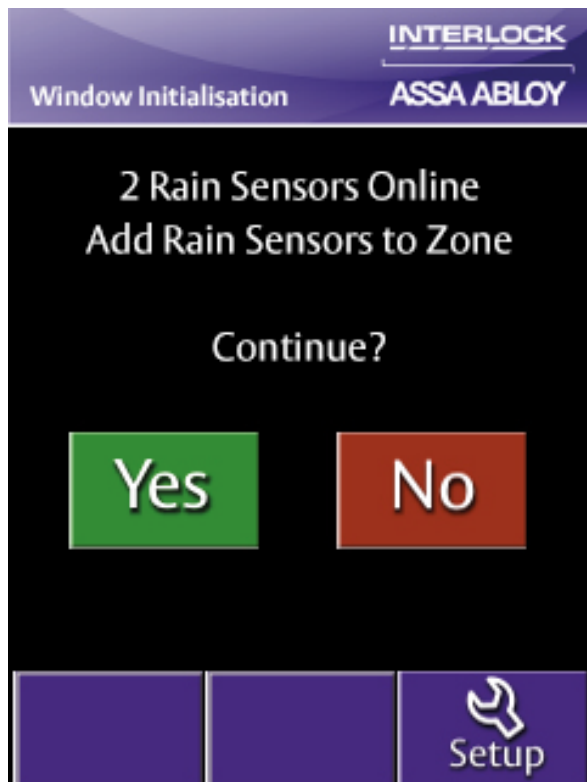 INTERLOCK
Window Initialisation
ASSA ABLOY
2 Rain Sensors Online
Add Rain Sensors to Zone
Continue?
Yes
No
Setup